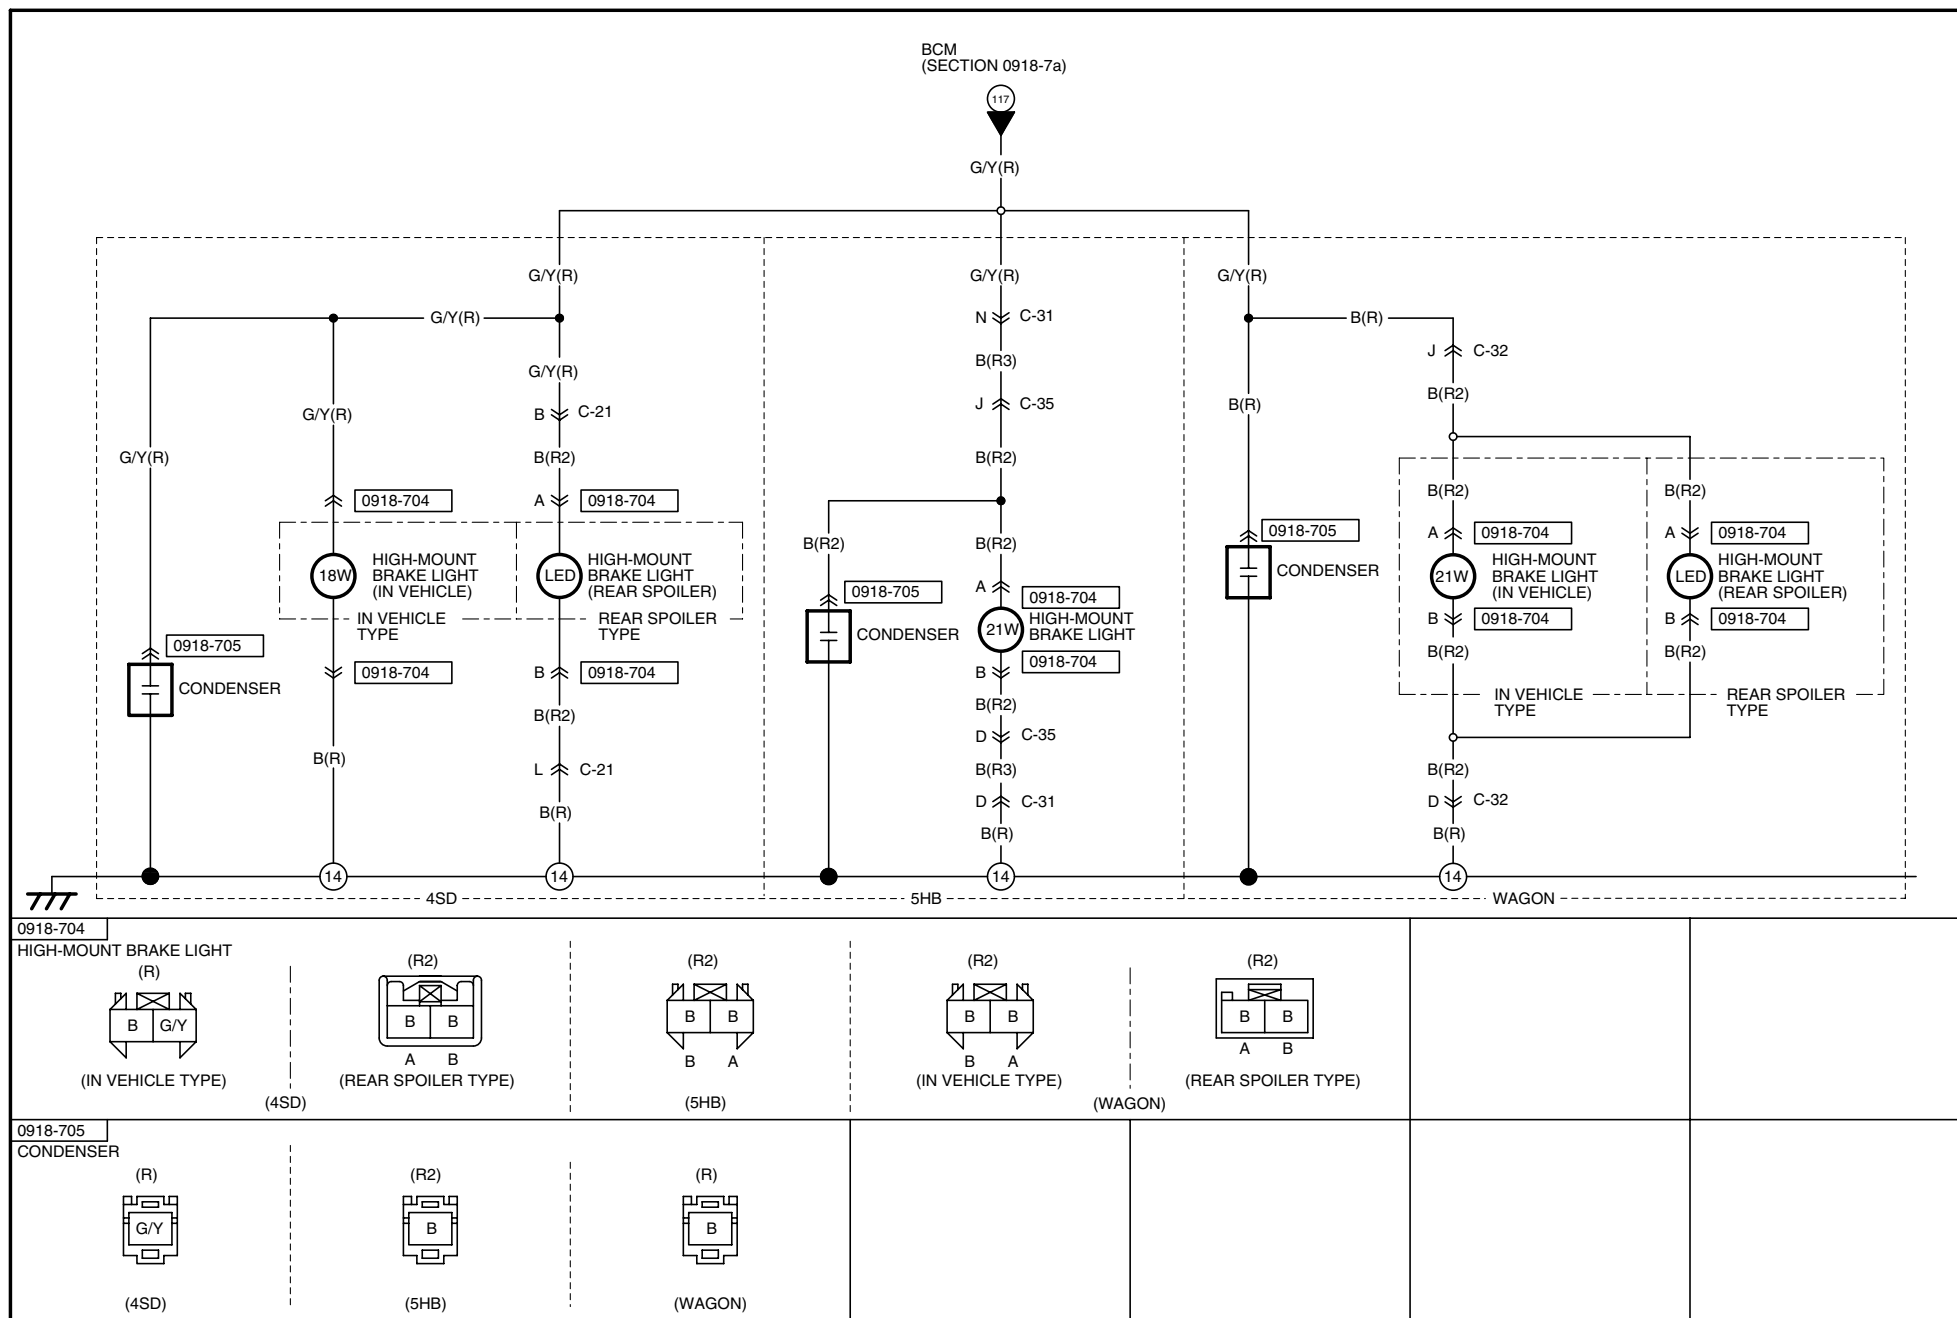 BCM
(SECTION 0918-7a)
117
G/Y(R)
G/Y(R)
G/Y(R)
G/Y(R)
G/Y(R)
B(R)
N C-31
J C-32
B(R3)
G/Y(R)
B(R2)
J C-35
B(R)
G/Y(R)
B C-21
G/Y(R)
B(R2)
B(R2)
0918-704
A 0918-704
B(R2)
B(R2)
B(R2)
B(R2)
0918-705
A 0918-704
A 0918-704
18W
HIGH-MOUNT
BRAKE LIGHT
(IN VEHICLE)
LED
HIGH-MOUNT
BRAKE LIGHT
(REAR SPOILER)
CONDENSER
21W
HIGH-MOUNT
BRAKE LIGHT
(IN VEHICLE)
LED
HIGH-MOUNT
BRAKE LIGHT
(REAR SPOILER)
0918-705
A 0918-704
IN VEHICLE
TYPE
REAR SPOILER
TYPE
CONDENSER
21W
HIGH-MOUNT
BRAKE LIGHT
B 0918-704
B 0918-704
0918-705
CONDENSER
0918-704
B 0918-704
B 0918-704
B(R2)
B(R2)
B(R2)
B(R2)
IN VEHICLE
TYPE
REAR SPOILER
TYPE
D C-35
B(R)
L C-21
B(R3)
B(R2)
D C-31
D C-32
B(R)
B(R)
B(R)
14
14
14
14
4SD
5HB
WAGON
0918-704
HIGH-MOUNT BRAKE LIGHT
(R)
(R2)
(R2)
(R2)
(R2)
B G/Y
B B
B B
B B
B B
A B
B A
B A
A B
(IN VEHICLE TYPE)
(REAR SPOILER TYPE)
(IN VEHICLE TYPE)
(REAR SPOILER TYPE)
(4SD)
(5HB)
(WAGON)
0918-705
CONDENSER
(R)
(R2)
(R)
G/Y
B
B
(4SD)
(5HB)
(WAGON)